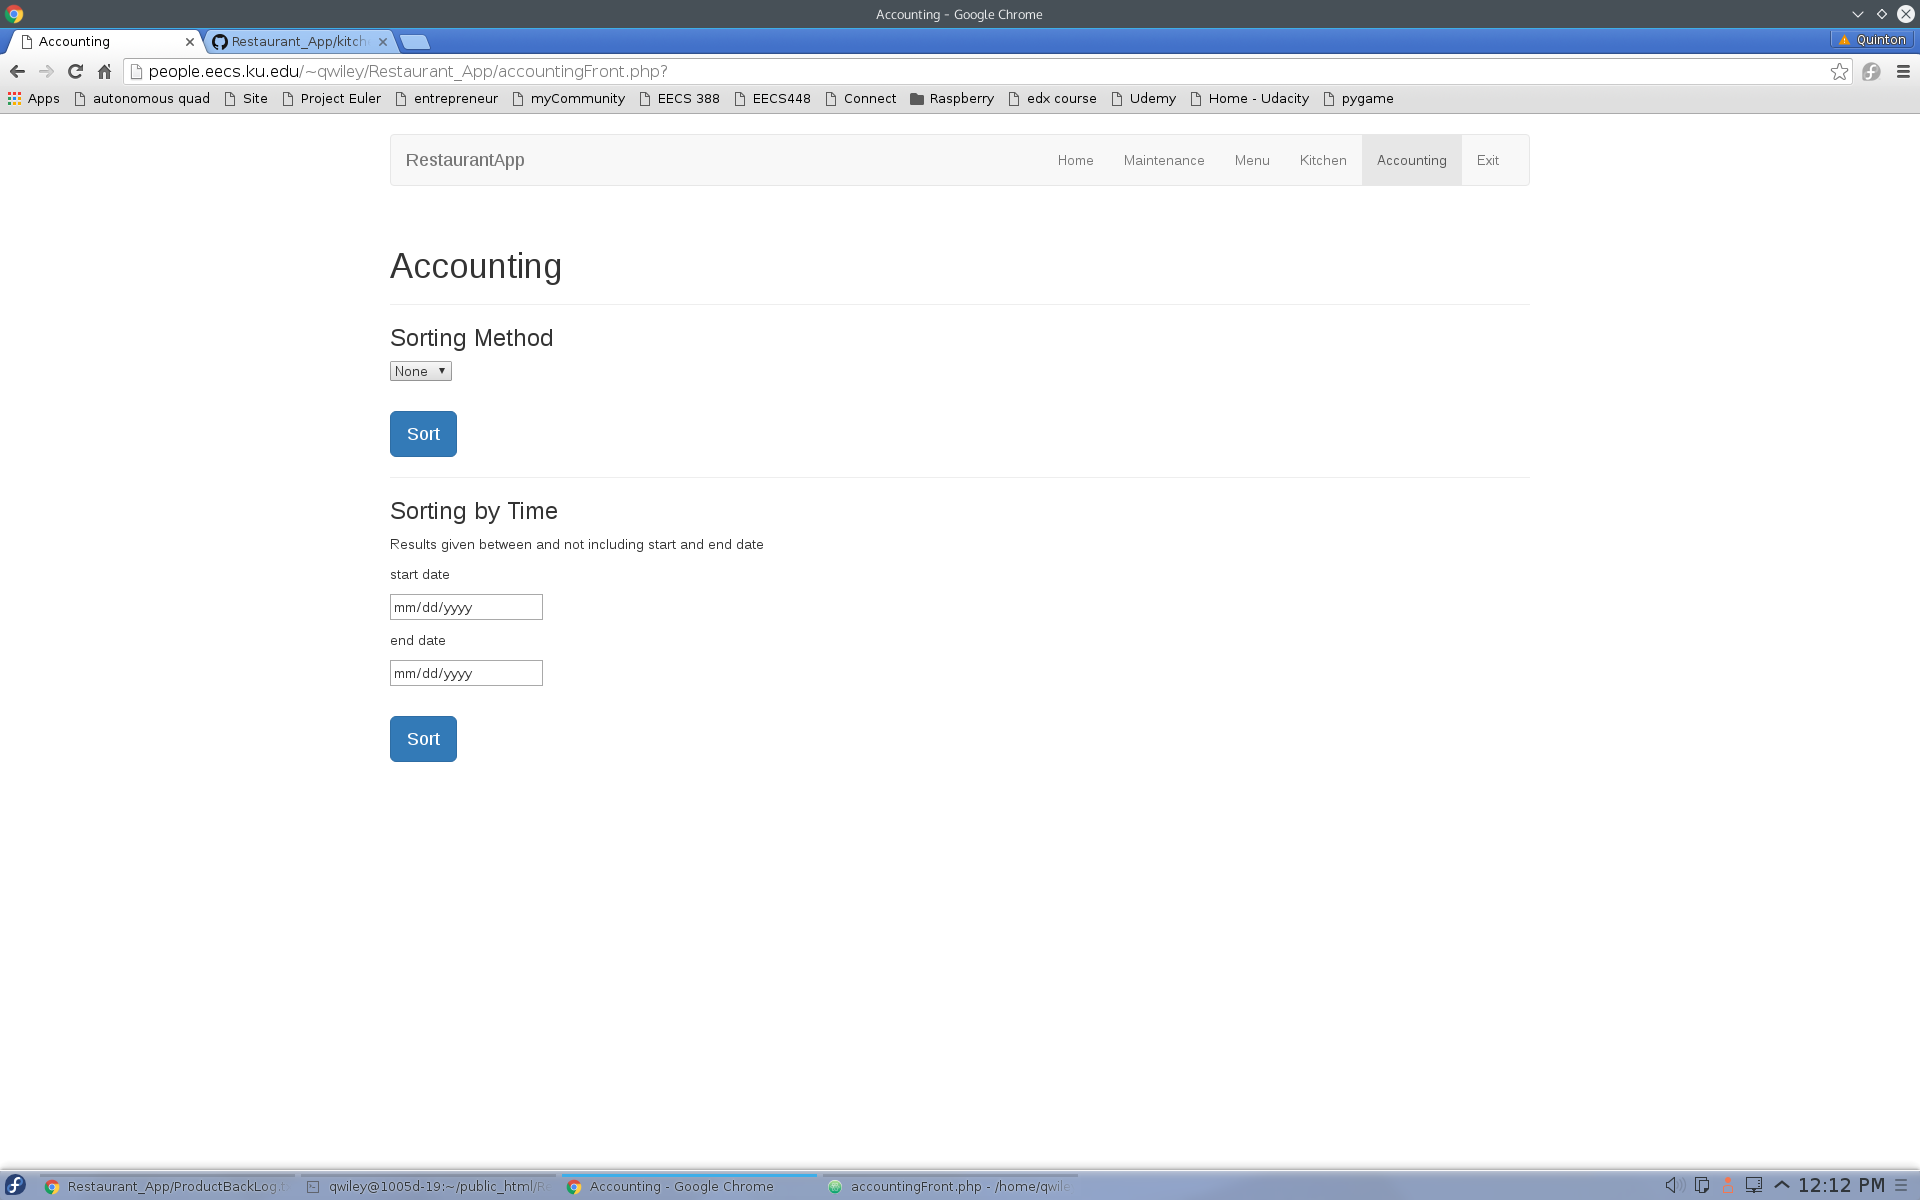 Accounting - Google Chrome
Accounting
Restaurant_App/kitch
Quinton
people.eecs.ku.edu/~qwiley/Restaurant_App/accountingFront.php?
Apps autonomous quad Site Project Euler entrepreneur myCommunity EECS 388 EECS448 Connect Raspberry edx course Udemy Home - Udacity pygame
RestaurantApp Home Maintenance Menu Kitchen Accounting Exit
Accounting
Sorting Method
None
Sort
Sorting by Time
Results given between and not including start and end date
start date
mm/dd/yyyy
end date
mm/dd/yyyy
Sort
Restaurant_App/ProductBackLog.t qwiley@1005d-19:~/public_html/R Accounting - Google Chrome accountingFront.php - /home/qwile 12:12 PM